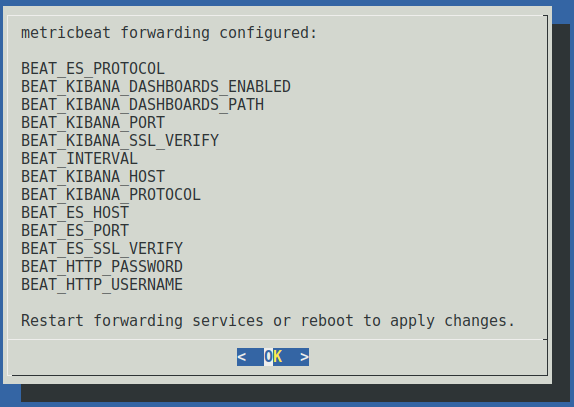 metricbeat forwarding configured:
BEAT_ES_PROTOCOL
BEAT_KIBANA_DASHBOARDS_ENABLED
BEAT_KIBANA_DASHBOARDS_PATH
BEAT_KIBANA_PORT
BEAT_KIBANA_SSL_VERIFY
BEAT_INTERVAL
BEAT_KIBANA_HOST
BEAT_KIBANA_PROTOCOL
BEAT_ES_HOST
BEAT_ES_PORT
BEAT_ES_SSL_VERIFY
BEAT_HTTP_PASSWORD
BEAT_HTTP_USERNAME
Restart forwarding services or reboot to apply changes.
<  OK  >